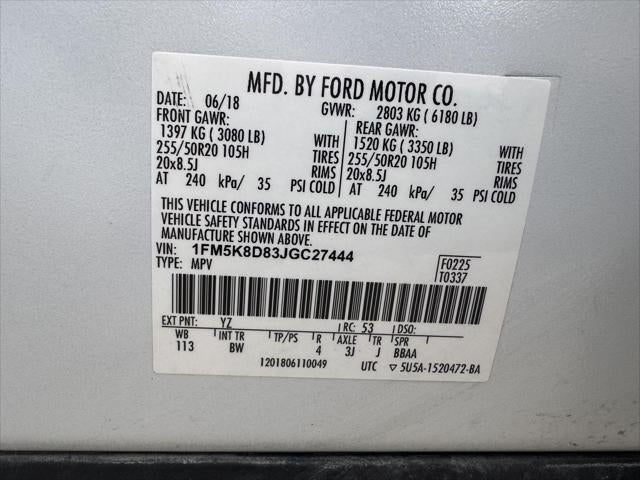 MFD. BY FORD MOTOR CO.
DATE: 06/18 GVWR: 2803 KG ( 6180 LB)
FRONT GAWR: REAR GAWR:
1397 KG ( 3080 LB) WITH 1520 KG ( 3350 LB) WITH
255/50R20 105H TIRES 255/50R20 105H TIRES
20x8.5J RIMS 20x8.5J RIMS
AT 240 kPa/ 35 PSI COLD AT 240 kPa/ 35 PSI COLD
THIS VEHICLE CONFORMS TO ALL APPLICABLE FEDERAL MOTOR
VEHICLE SAFETY STANDARDS IN EFFECT ON THE DATE OF
MANUFACTURE SHOWN ABOVE.
VIN: 1FM5K8D83JGC27444 F0225
TYPE: MPV T0337
EXT PNT: YZ RC: 53 DSO:
WB INT TR TP/PS R AXLE TR SPR
113 BW 4 3J J BBAA
1201806110049 UTC ▽ 5U5A-1520472-BA